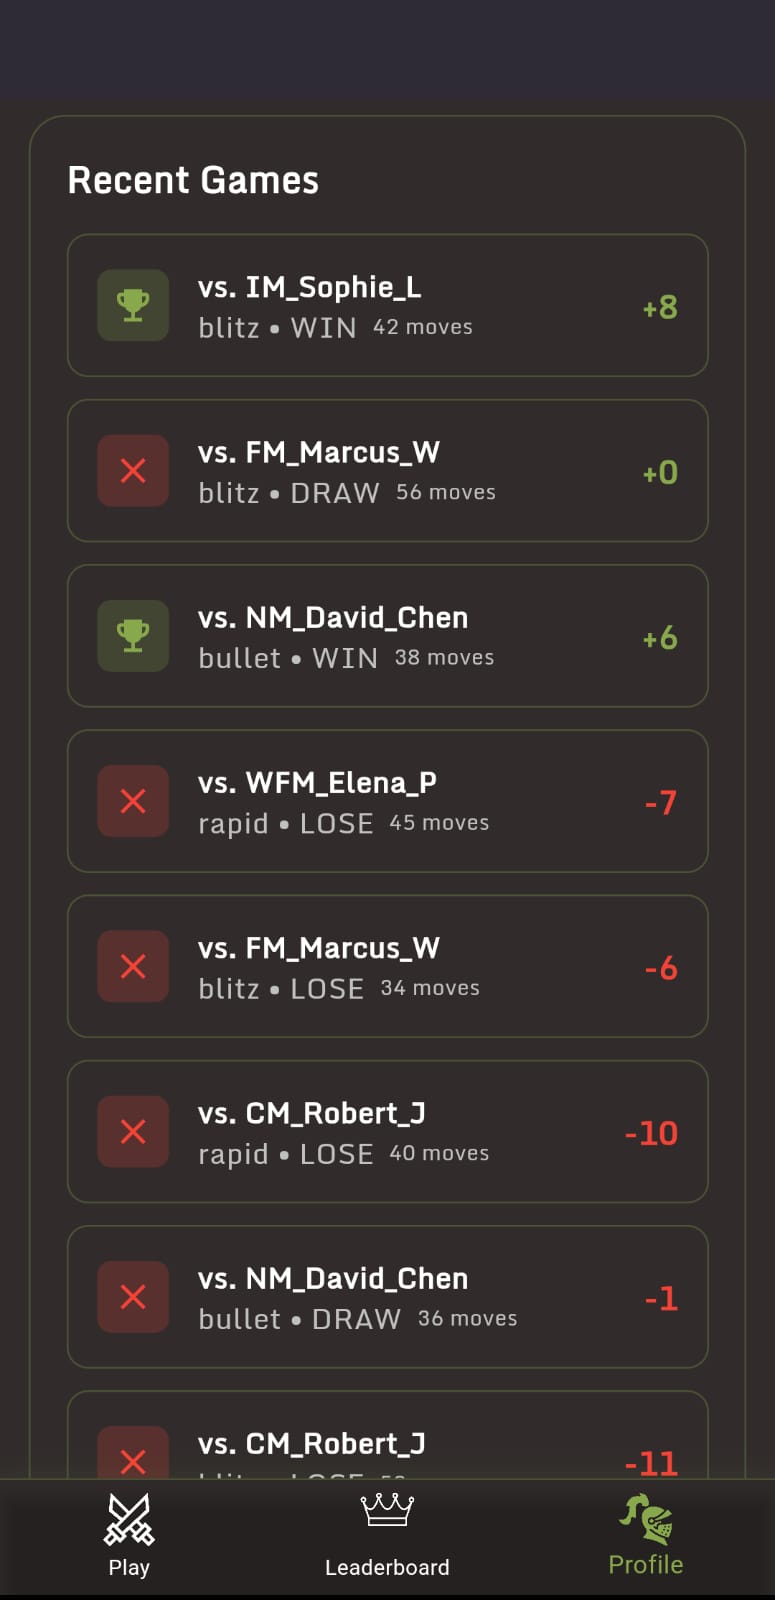 Recent Games
vs. IM_Sophie_L
blitz • WIN 42 moves
+8
vs. FM_Marcus_W
blitz • DRAW 56 moves
+0
vs. NM_David_Chen
bullet • WIN 38 moves
+6
vs. WFM_Elena_P
rapid • LOSE 45 moves
-7
vs. FM_Marcus_W
blitz • LOSE 34 moves
-6
vs. CM_Robert_J
rapid • LOSE 40 moves
-10
vs. NM_David_Chen
bullet • DRAW 36 moves
-1
vs. CM_Robert_J
-11
Play
Leaderboard
Profile